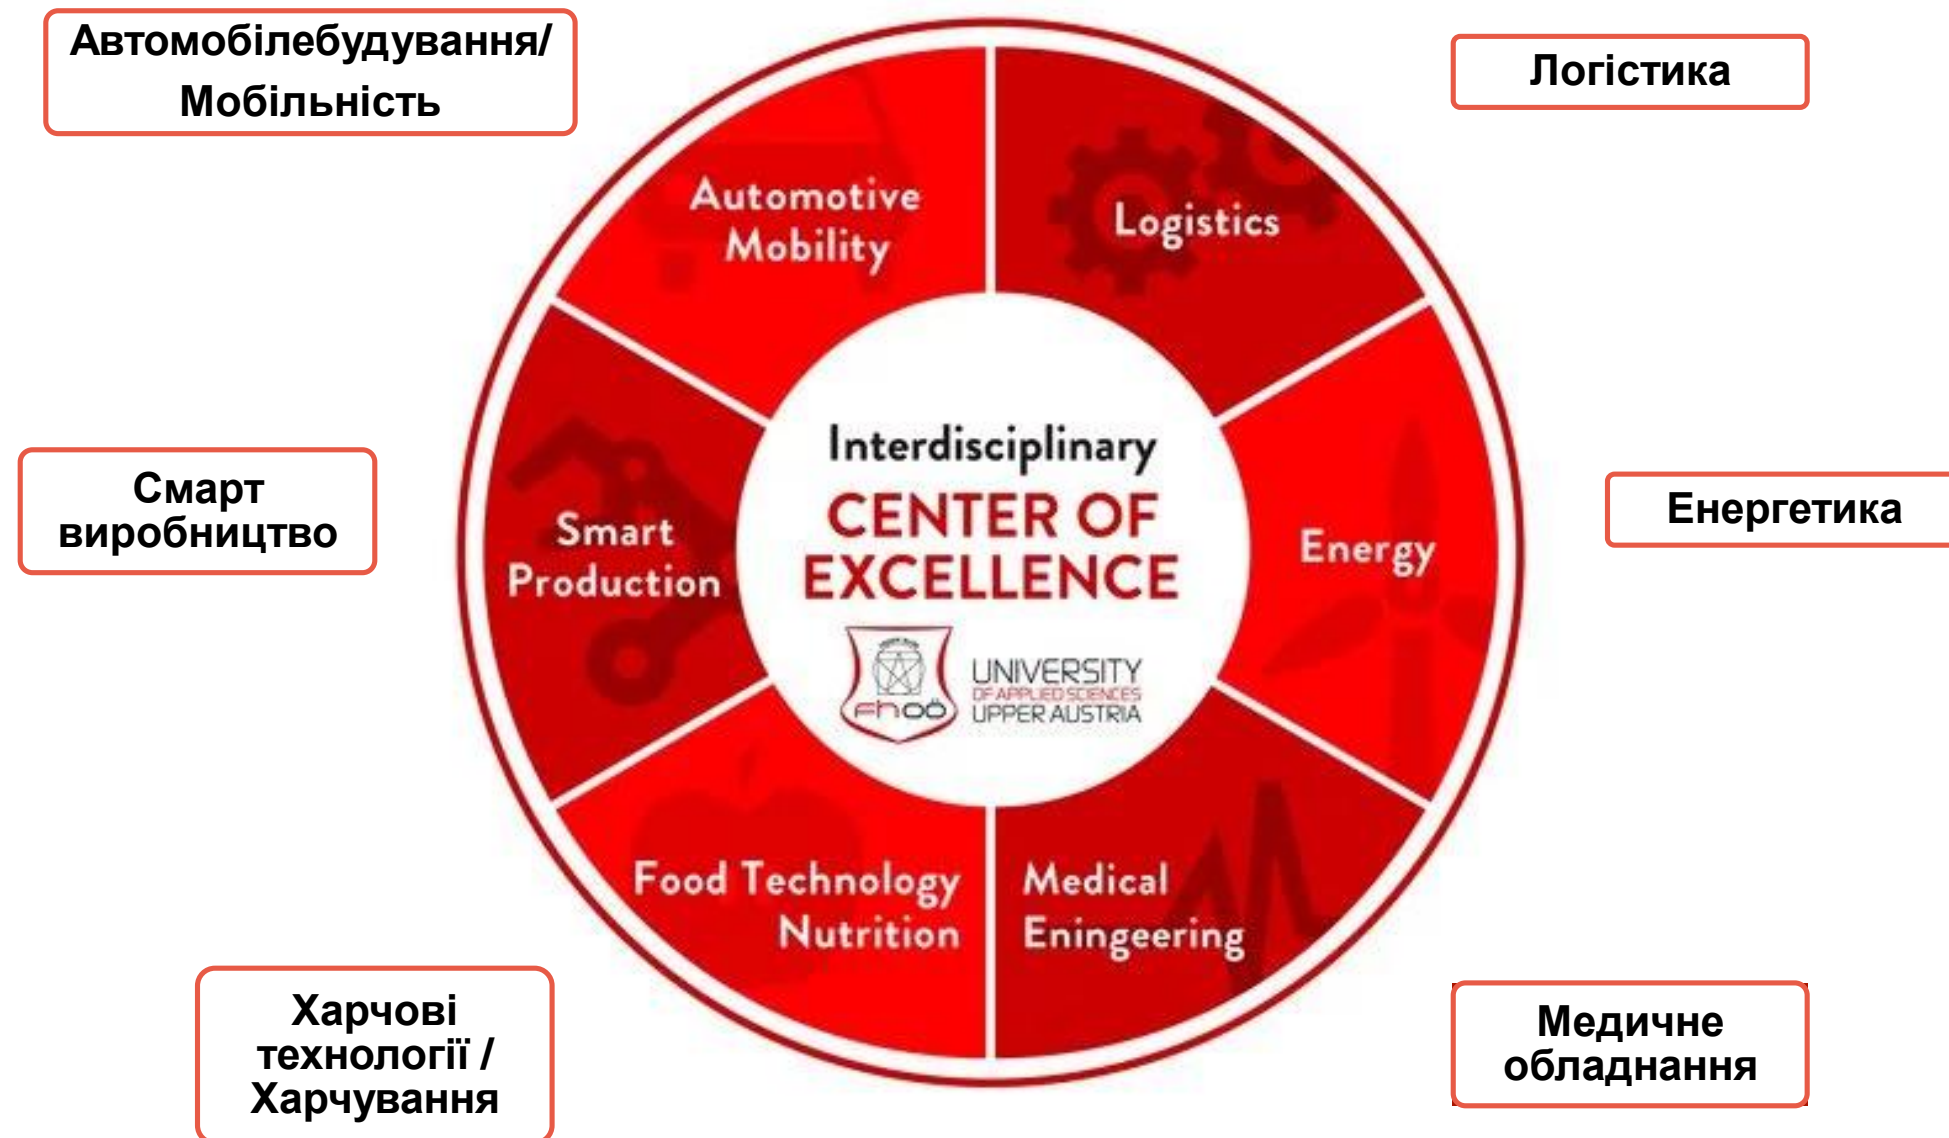 Автомобілебудування/
Мобільність
Логістика
Automotive
Mobility
Logistics
Смарт
виробництво
Smart
Production
Interdisciplinary
CENTER OF
EXCELLENCE
Fhoö
UNIVERSITY
OF APPLIED SCIENCES
UPPER AUSTRIA
Energy
Енергетика
Food Technology
Nutrition
Medical
Eningeering
Харчові
технології /
Харчування
Медичне
обладнання